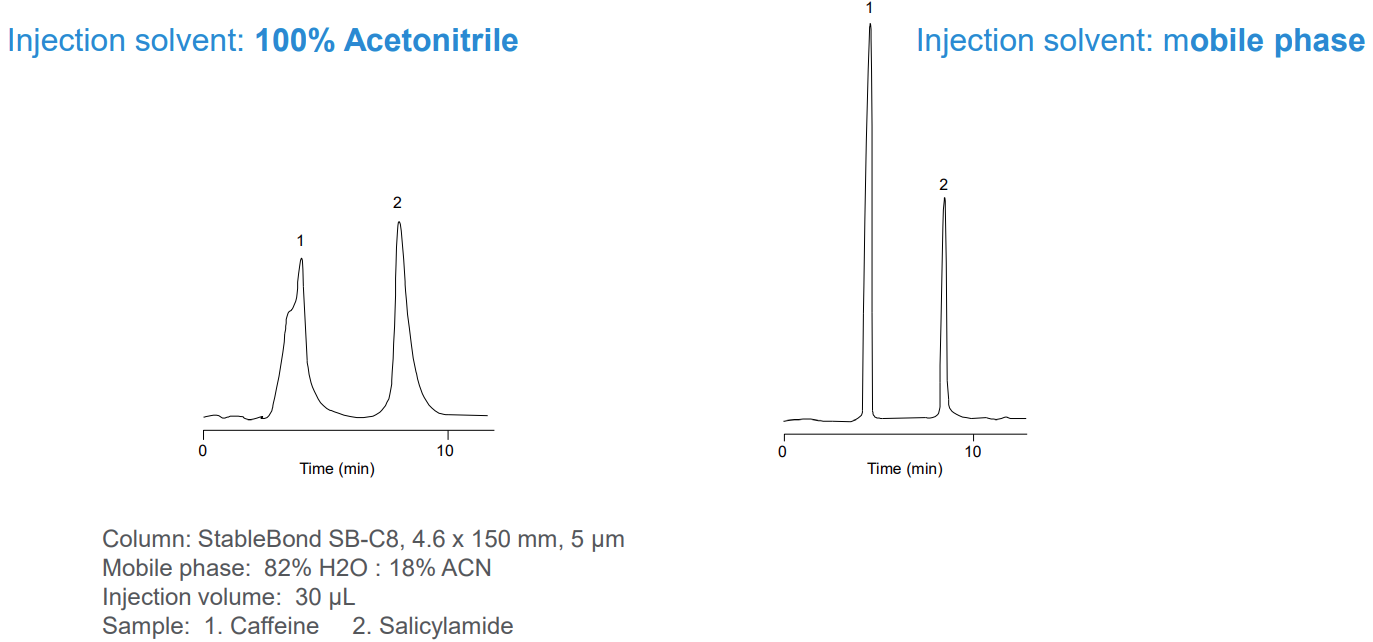 Injection solvent: 100% Acetonitrile
Injection solvent: mobile phase
1
2
0
10
Time (min)
1
2
0
10
Time (min)
Column: StableBond SB-C8, 4.6 x 150 mm, 5 µm
Mobile phase:  82% H2O : 18% ACN
Injection volume:  30 µL
Sample:  1. Caffeine     2. Salicylamide